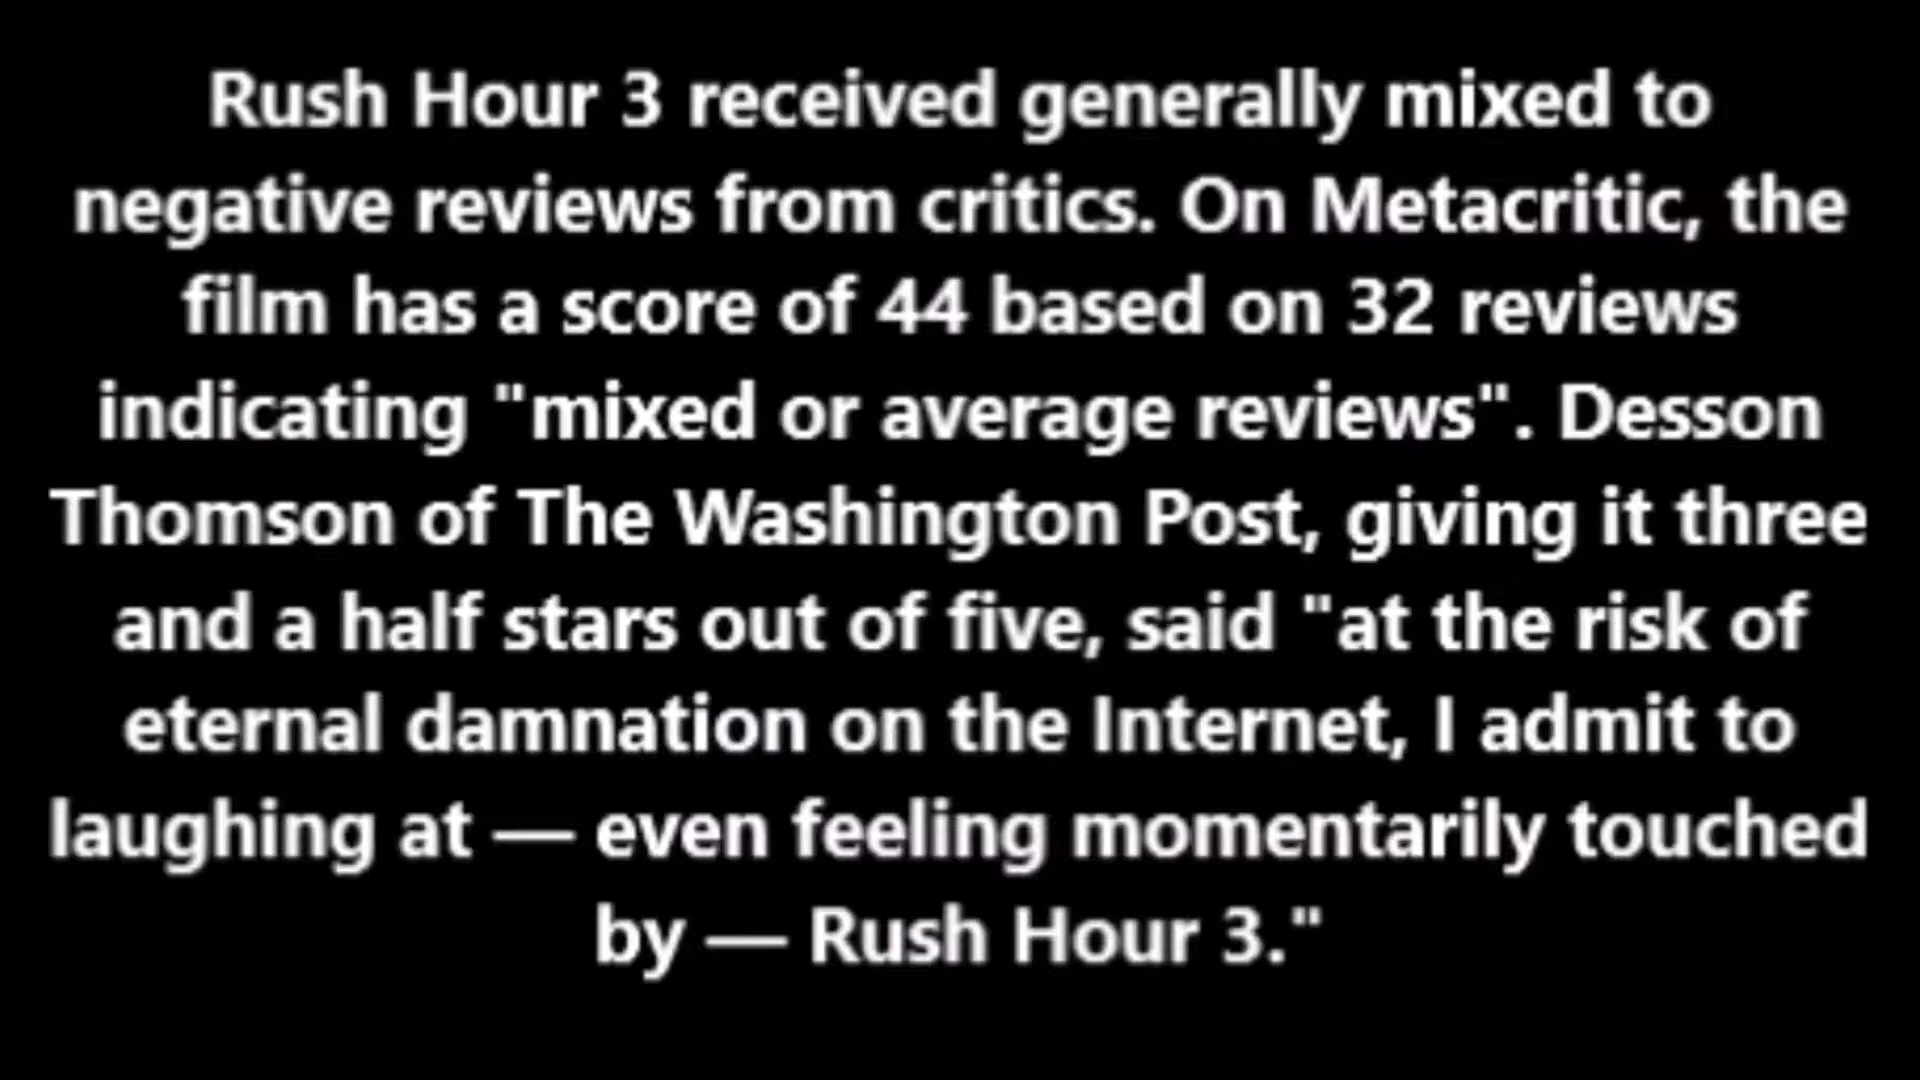 Rush Hour 3 received generally mixed to
negative reviews from critics. On Metacritic, the
film has a score of 44 based on 32 reviews
indicating "mixed or average reviews". Desson
Thomson of The Washington Post, giving it three
and a half stars out of five, said "at the risk of
eternal damnation on the Internet, I admit to
laughing at — even feeling momentarily touched
by — Rush Hour 3."